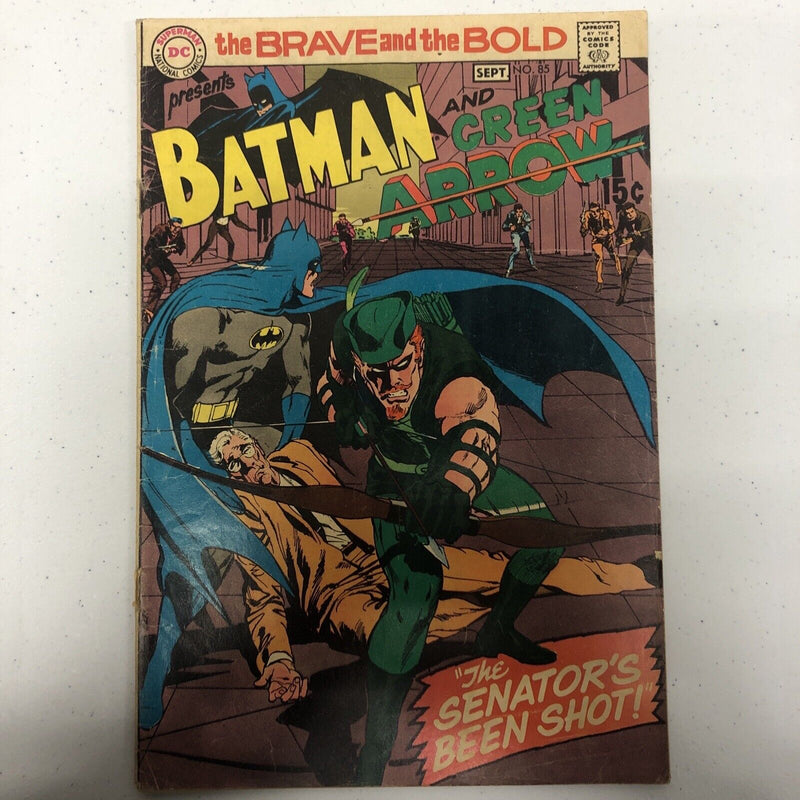 SUPERMAN
DC
NATIONAL COMICS
the BRAVE and the BOLD
APPROVED
BY THE
COMICS
CODE
AUTHORITY
SEPT. NO. 85
presents
BATMAN
AND
GREEN
ARROW
15¢
"The
SENATOR'S
BEEN SHOT!"